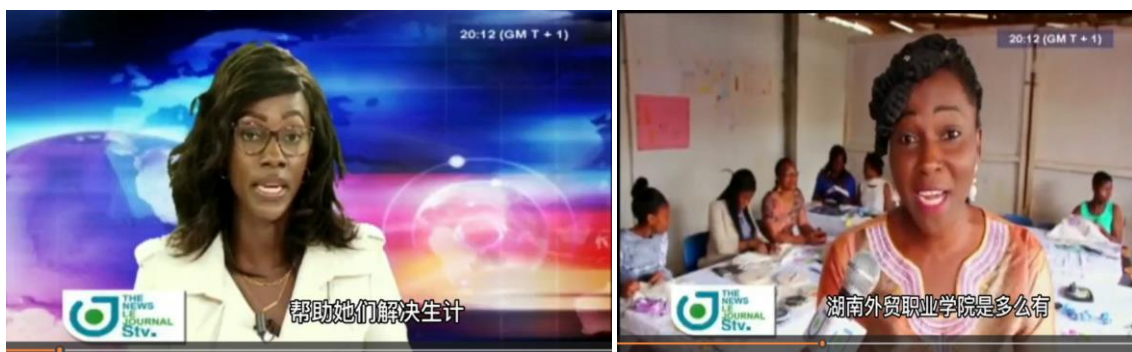 20:12 (GM T + 1)
THE
NEWS
LE
JOURNAL
Stv.
帮助她们解决生计
20:12 (GM T + 1)
THE
NEWS
LE
JOURNAL
Stv.
湖南外贸职业学院是多么有